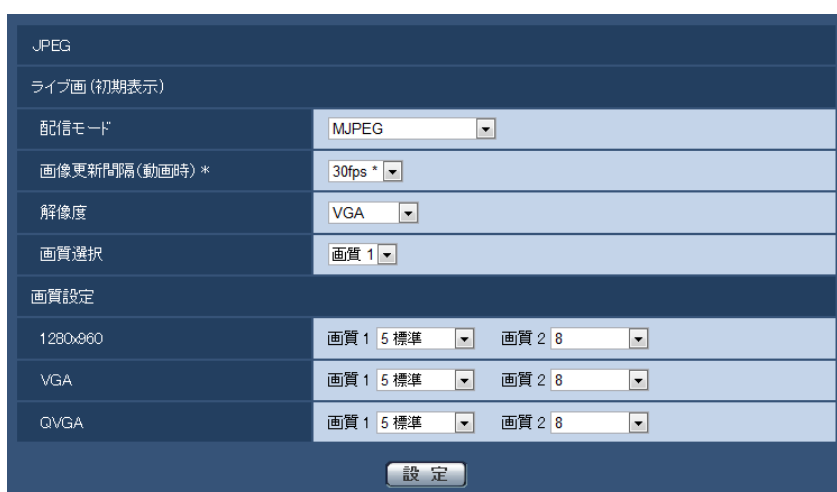 JPEG
ライブ画(初期表示)
配信モード MJPEG
画像更新間隔(動画時) * 30fps *
解像度 VGA
画質選択 画質 1
画質設定
1280x960 画質 1 5 標準 画質 2 8
VGA 画質 1 5 標準 画質 2 8
QVGA 画質 1 5 標準 画質 2 8
設 定